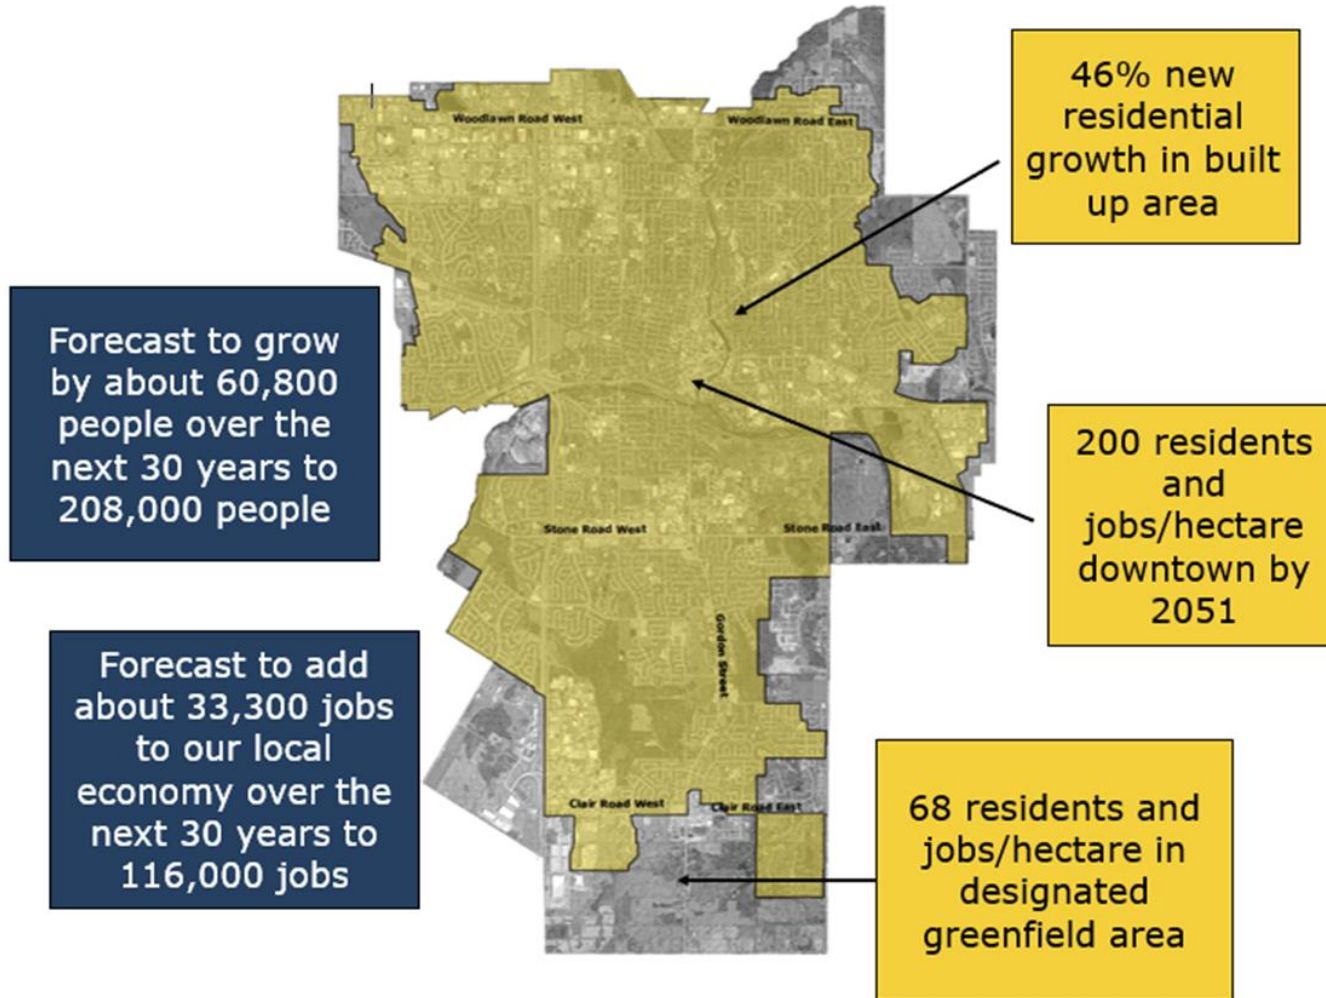 Woodlawn Road West
Woodlawn Road East
46% new
residential
growth in built
up area
Forecast to grow
by about 60,800
people over the
next 30 years to
208,000 people
200 residents
and
jobs/hectare
downtown by
2051
Stone Road West
Stone Road East
Gordon Street
Forecast to add
about 33,300 jobs
to our local
economy over the
next 30 years to
116,000 jobs
Clair Road West
Clair Road East
68 residents and
jobs/hectare in
designated
greenfield area